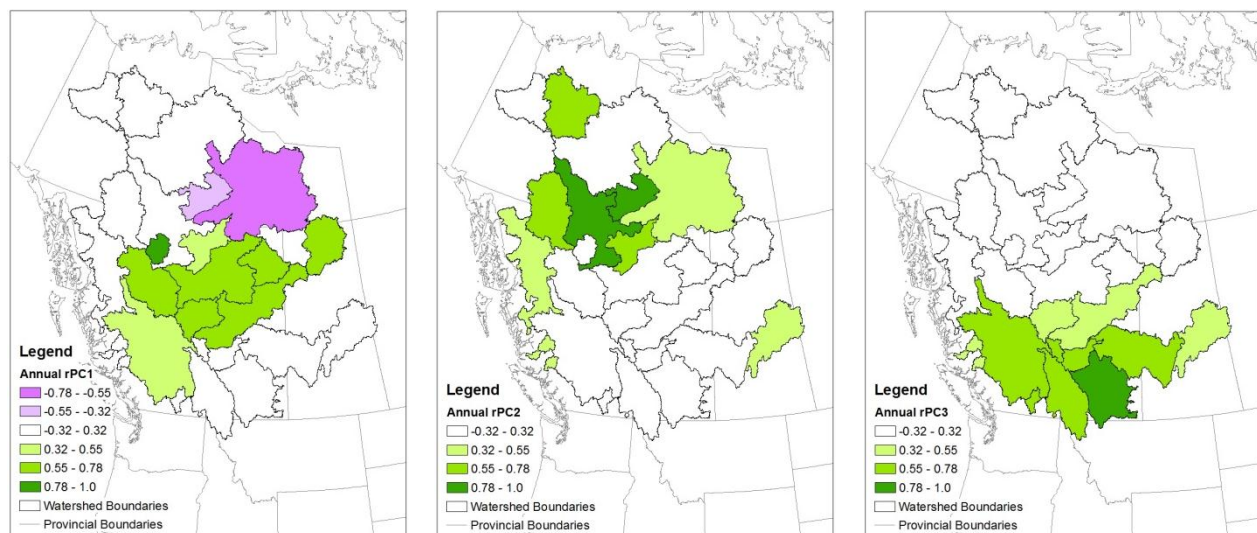 Legend
Annual rPC1
-0.78 - -0.55
-0.55 - -0.32
-0.32 - 0.32
0.32 - 0.55
0.55 - 0.78
0.78 - 1.0
Watershed Boundaries
Provincial Boundaries
Legend
Annual rPC2
-0.32 - 0.32
0.32 - 0.55
0.55 - 0.78
0.78 - 1.0
Watershed Boundaries
Provincial Boundaries
Legend
Annual rPC3
-0.32 - 0.32
0.32 - 0.55
0.55 - 0.78
0.78 - 1.0
Watershed Boundaries
Provincial Boundaries